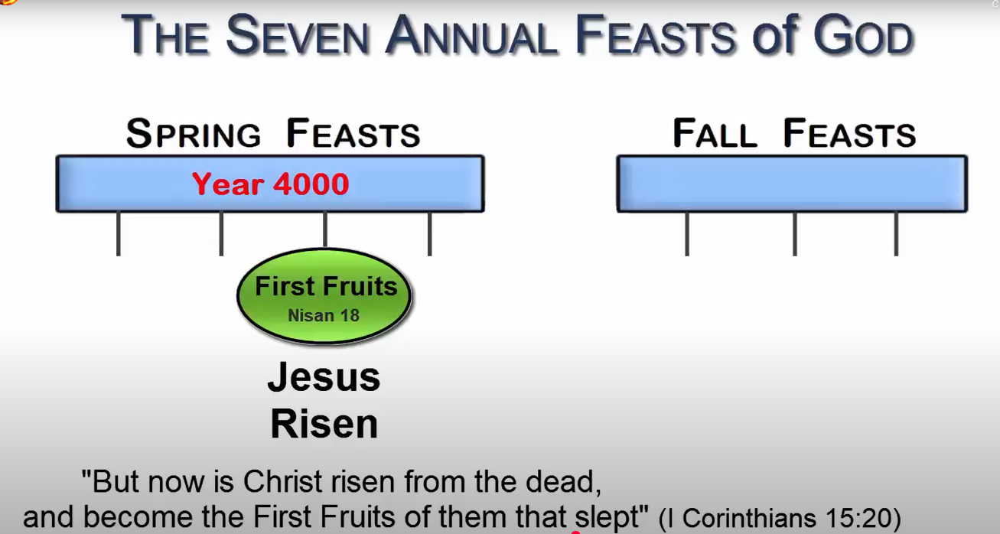 THE SEVEN ANNUAL FEASTS of GOD
SPRING FEASTS
FALL FEASTS
Year 4000
First Fruits
Nisan 18
Jesus
Risen
"But now is Christ risen from the dead,
and become the First Fruits of them that slept" (I Corinthians 15:20)